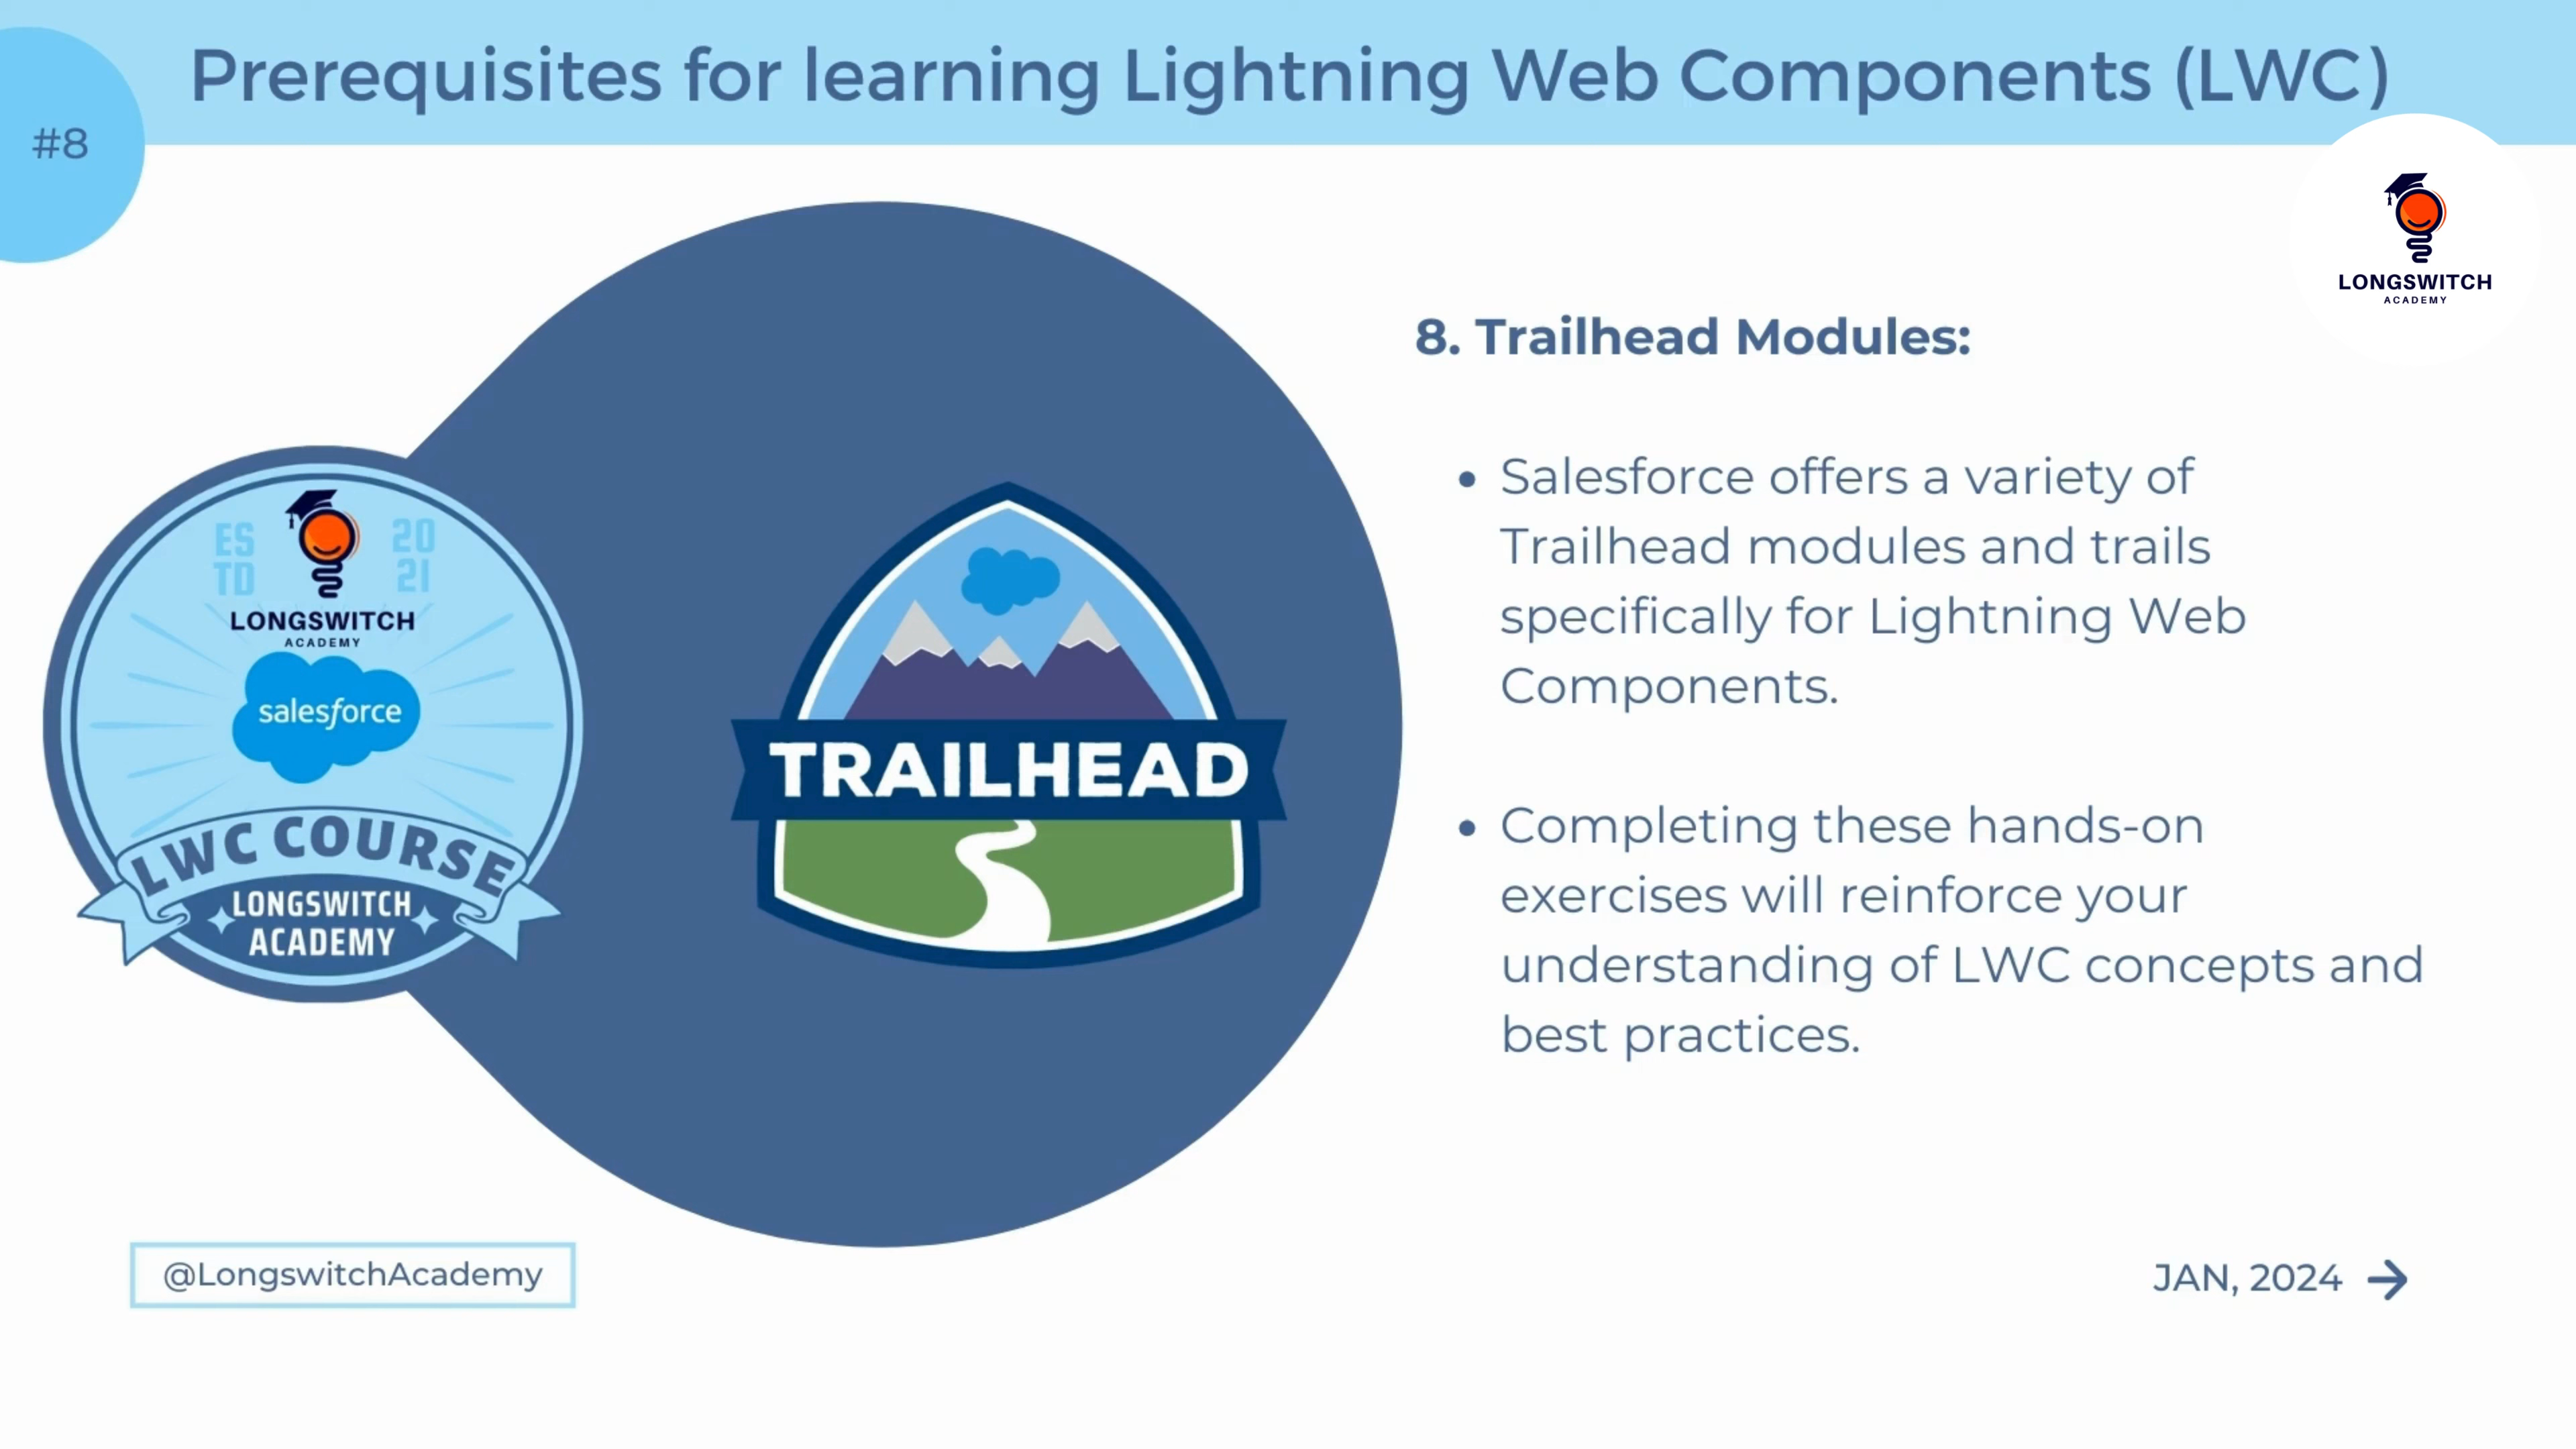 Prerequisites for learning Lightning Web Components (LWC)
#8
LONGSWITCH
ACADEMY
8. Trailhead Modules:
• Salesforce offers a variety of
Trailhead modules and trails
specifically for Lightning Web
Components.
• Completing these hands-on
exercises will reinforce your
understanding of LWC concepts and
best practices.
ES
TD
20
21
LONGSWITCH
ACADEMY
salesforce
LWC COURSE
LONGSWITCH
ACADEMY
TRAILHEAD
@LongswitchAcademy
JAN, 2024